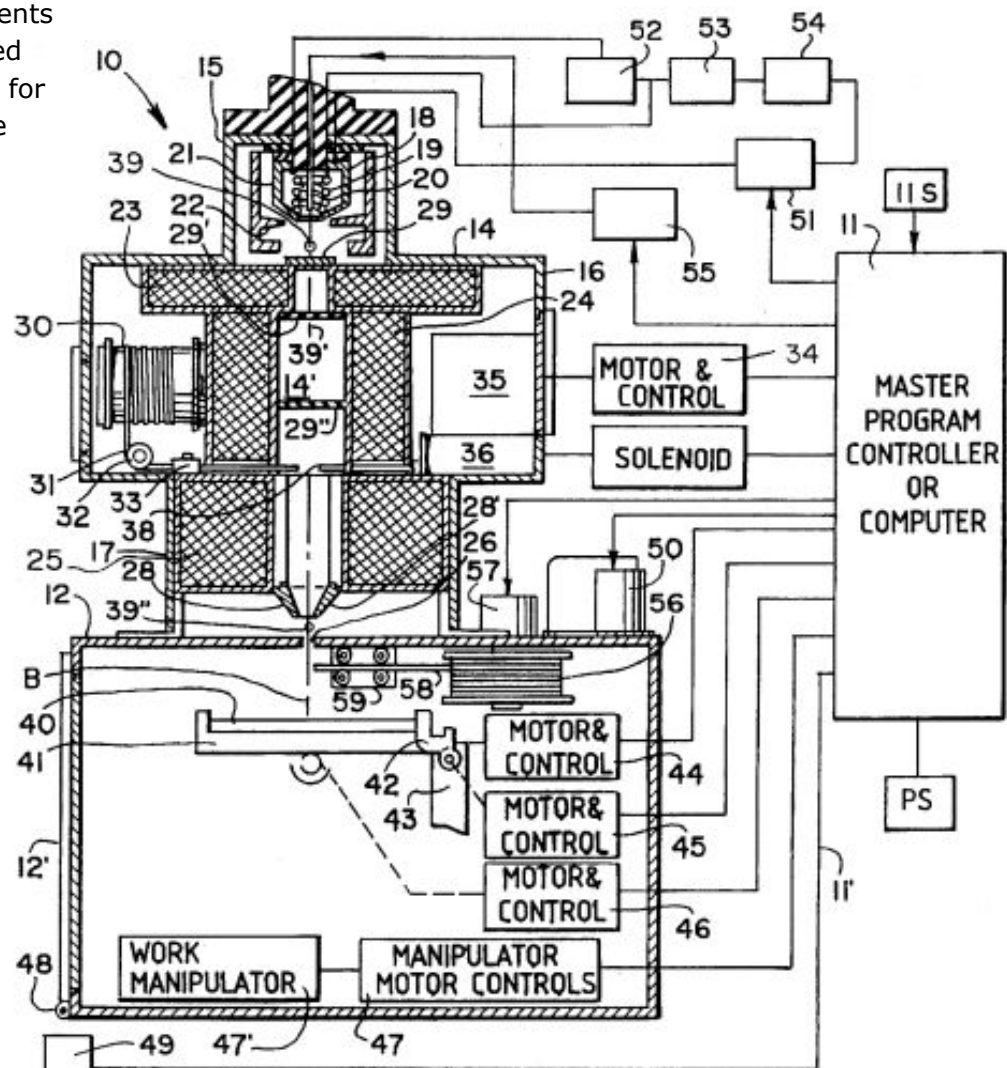 ents
ed
for
e
10
15
52
53
54
18
19
20
21
39
22
23
29'
29
14
16
24
51
55
11S
11
30
39'
14'
29"
35
36
MOTOR &
CONTROL
34
SOLENOID
MASTER
PROGRAM
CONTROLLER
OR
COMPUTER
31
32
33
38
28'
26
17
25
28
12
39"
57
50
56
B
58
59
40
41
42
43
MOTOR&
CONTROL
44
MOTOR&
CONTROL
45
MOTOR&
CONTROL
46
PS
12'
11'
WORK
MANIPULATOR
MANIPULATOR
MOTOR CONTROLS
48
47'
47
49